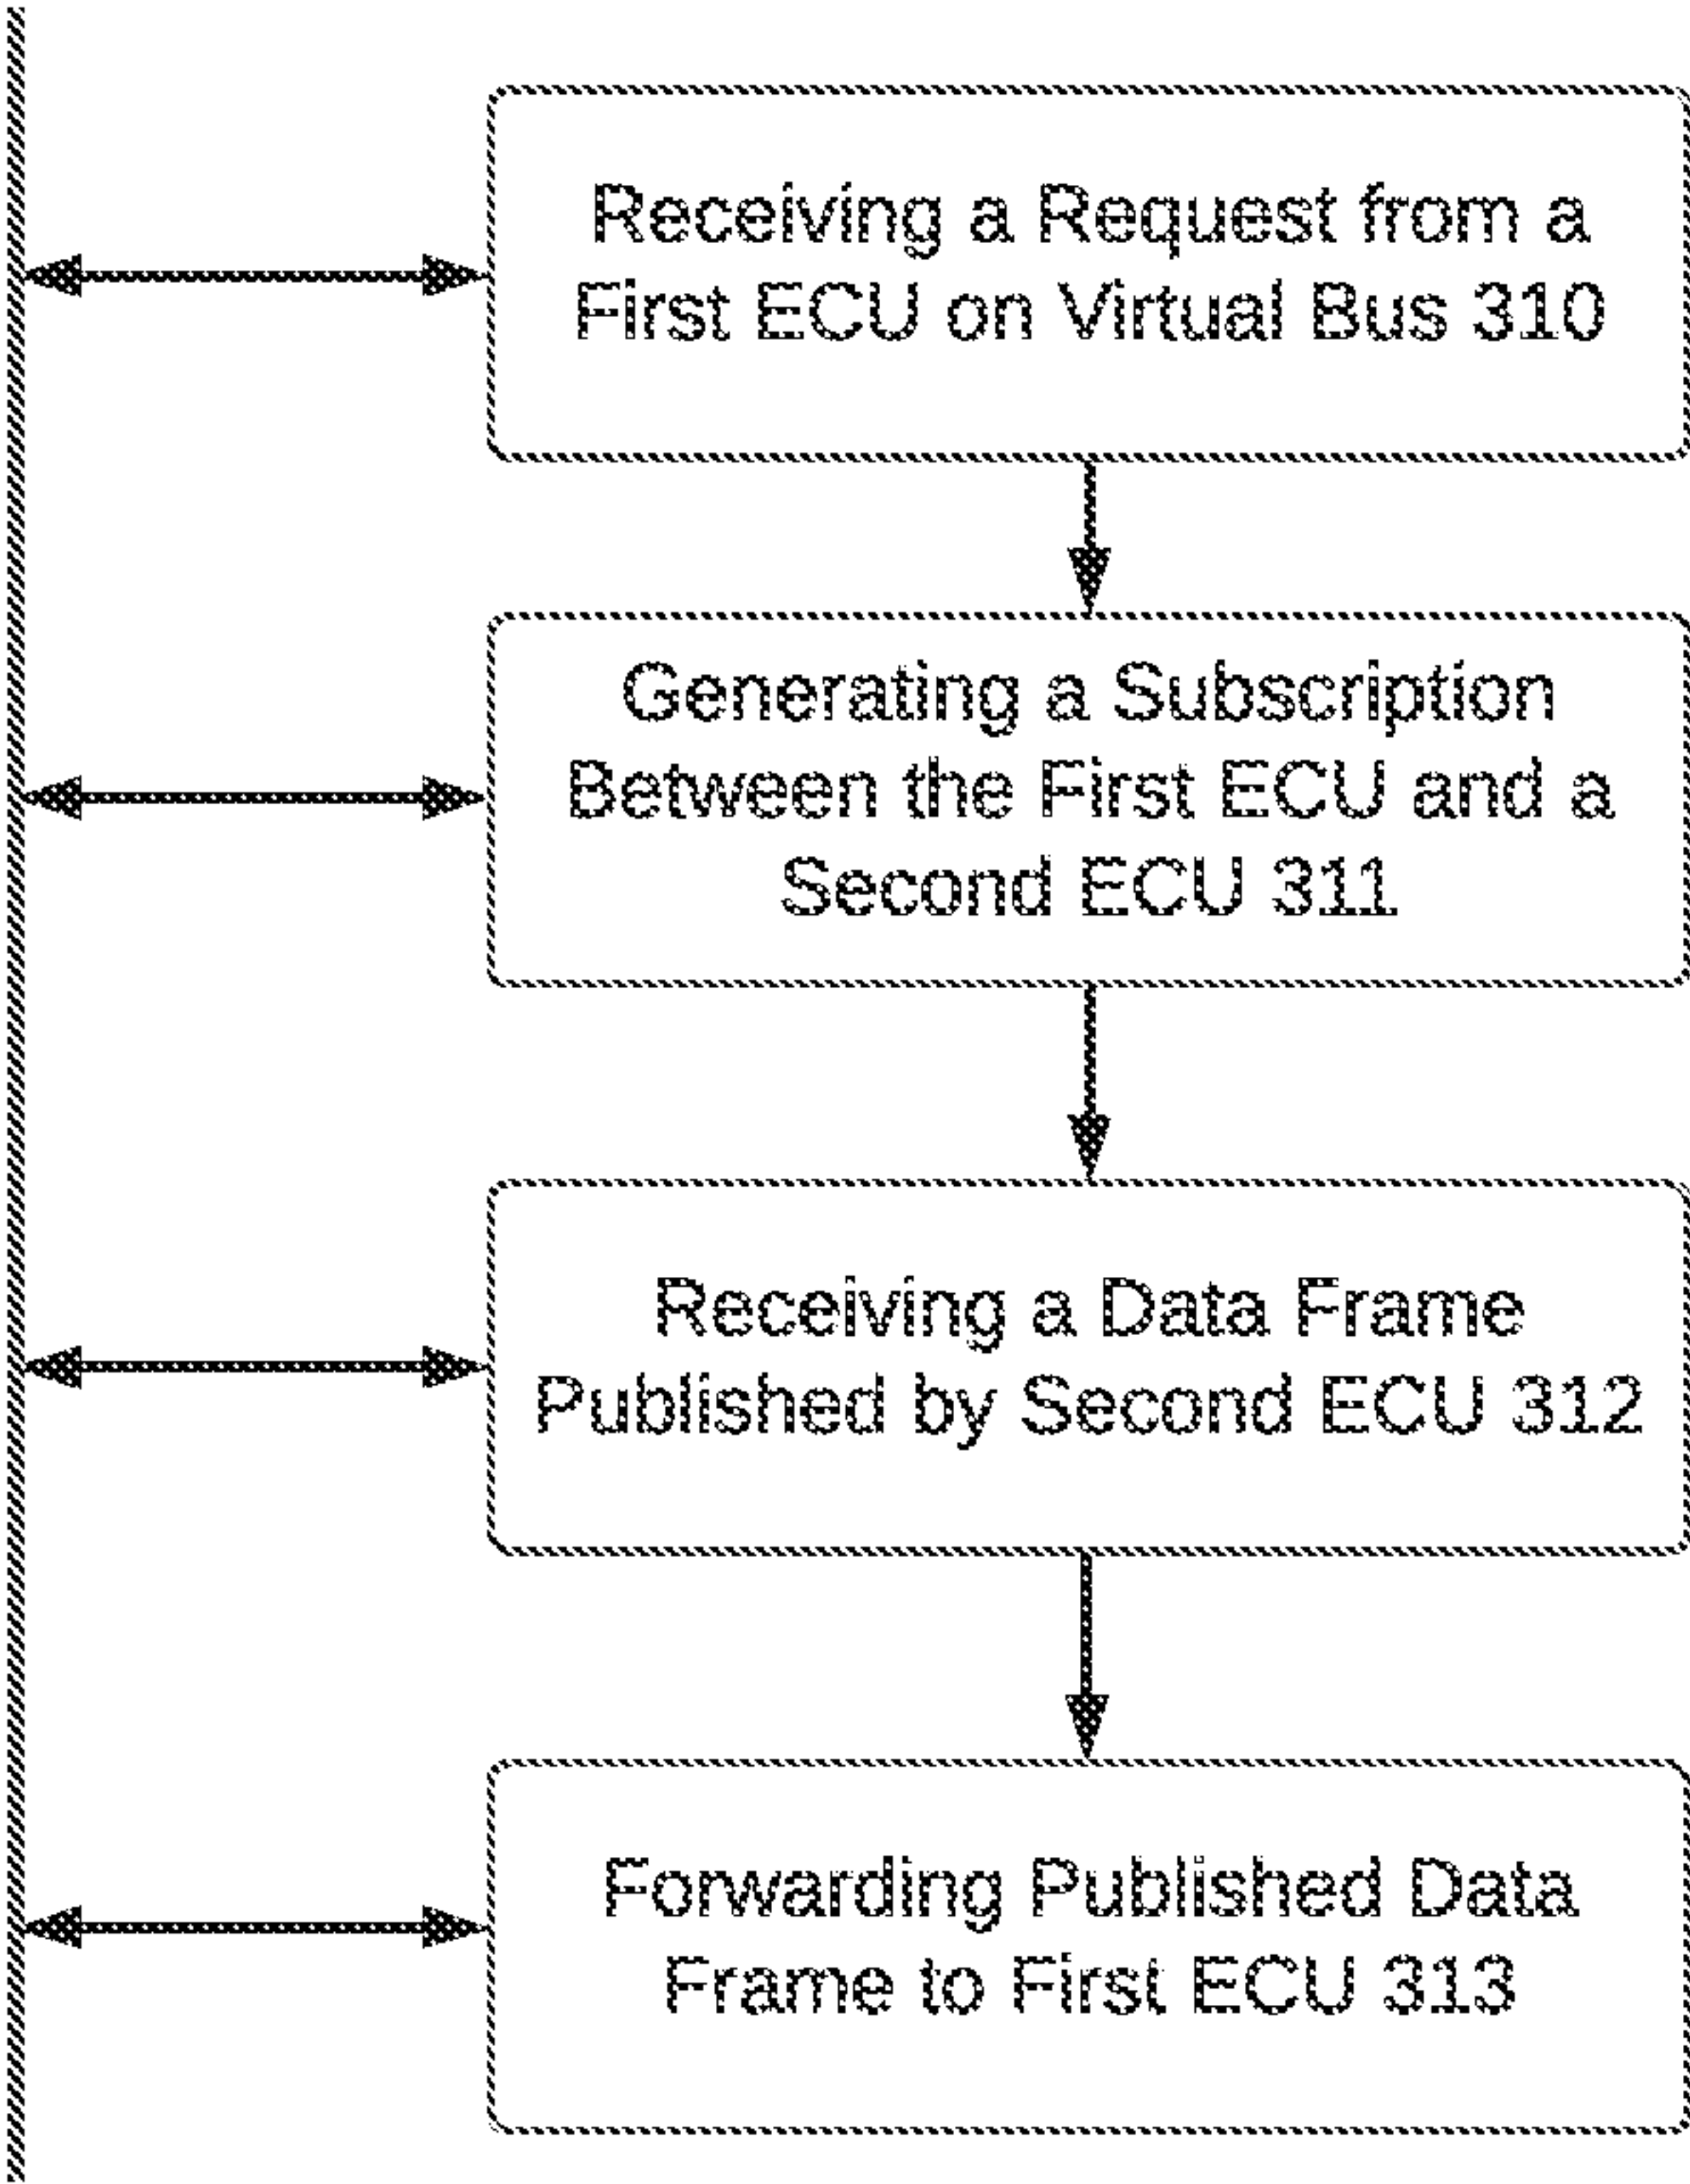 Receiving a Request from a
First ECU on Virtual Bus 310
Generating a Subscription
Between the First ECU and a
Second ECU 311
Receiving a Data Frame
Published by Second ECU 312
Forwarding Published Data
Frame to First ECU 313